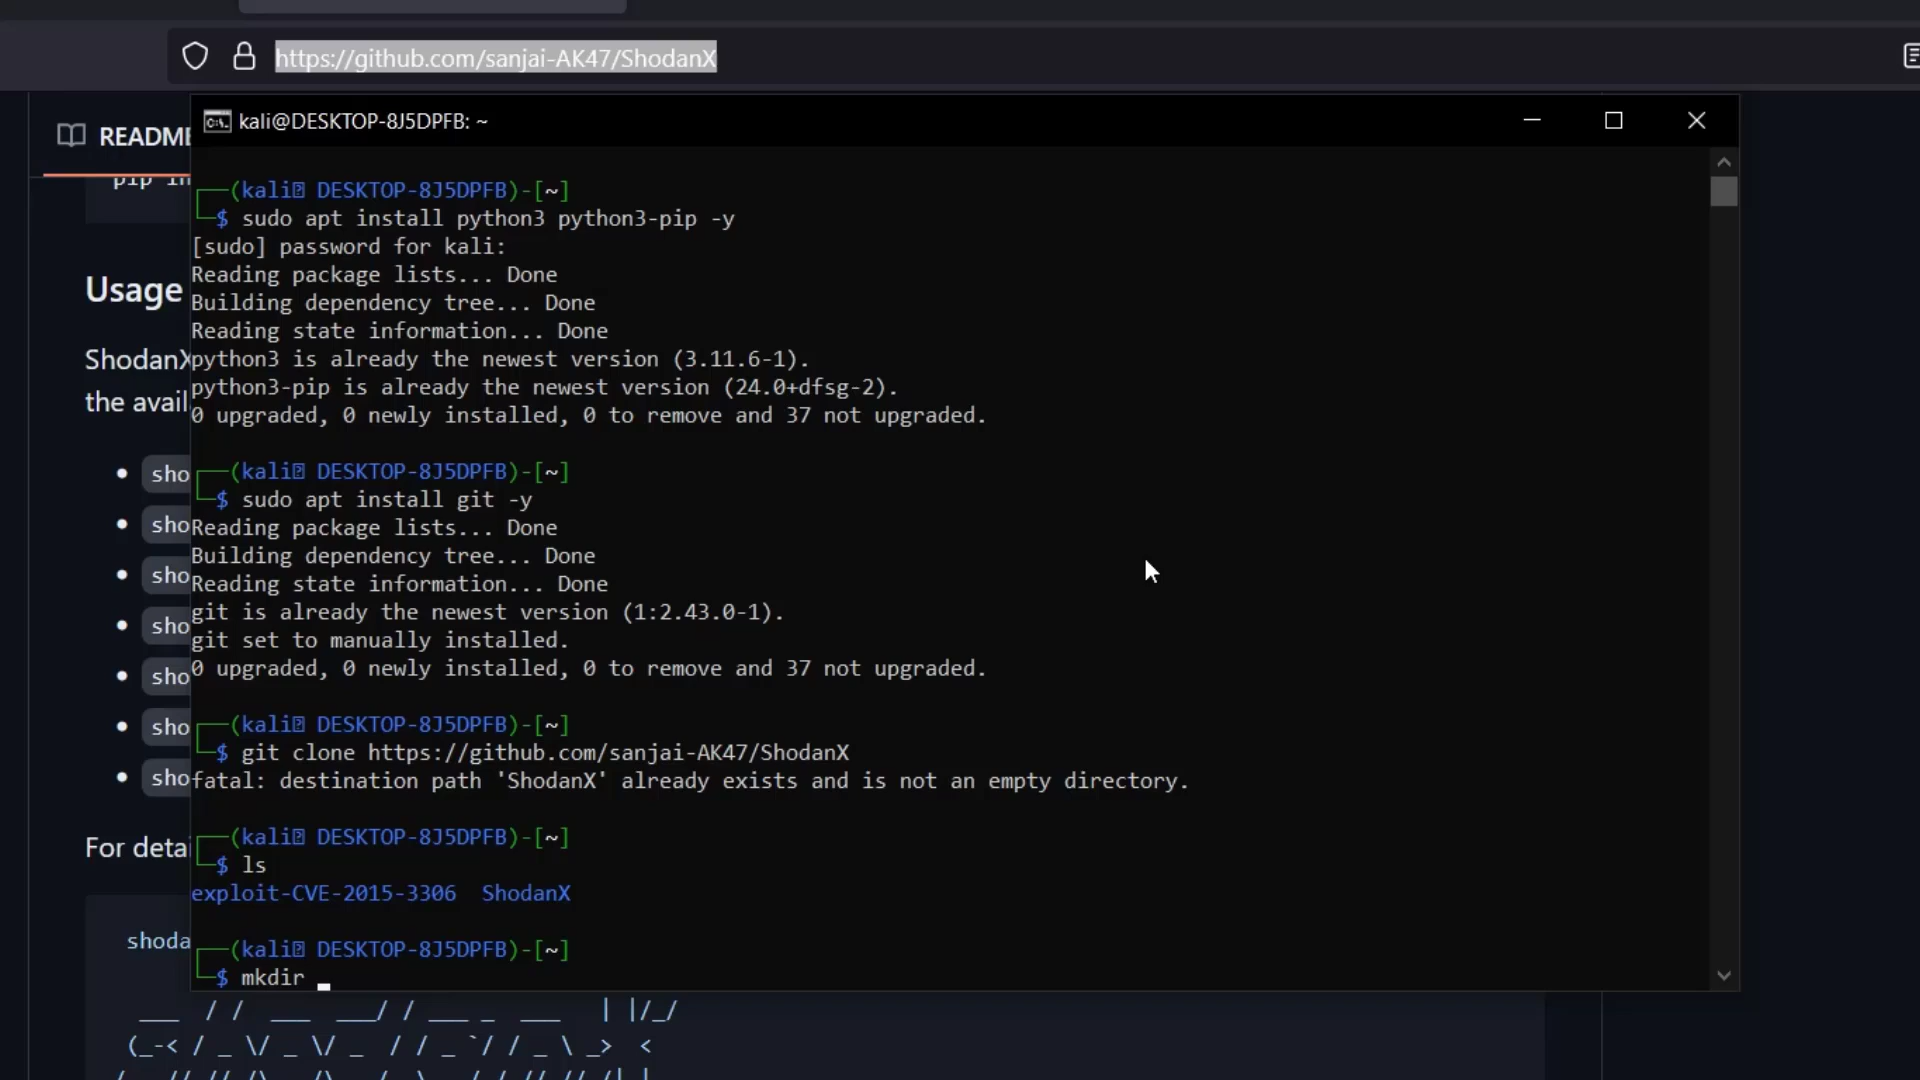 https://github.com/sanjai-AK47/ShodanX
kali@DESKTOP-8J5DPFB: ~
README
pip in
Usage
ShodanX
the avail
sho
sho
sho
sho
sho
sho
sho
For detai
shoda
┌──(kali⍰ DESKTOP-8J5DPFB)-[~]
└─$ sudo apt install python3 python3-pip -y
[sudo] password for kali:
Reading package lists... Done
Building dependency tree... Done
Reading state information... Done
python3 is already the newest version (3.11.6-1).
python3-pip is already the newest version (24.0+dfsg-2).
0 upgraded, 0 newly installed, 0 to remove and 37 not upgraded.
┌──(kali⍰ DESKTOP-8J5DPFB)-[~]
└─$ sudo apt install git -y
Reading package lists... Done
Building dependency tree... Done
Reading state information... Done
git is already the newest version (1:2.43.0-1).
git set to manually installed.
0 upgraded, 0 newly installed, 0 to remove and 37 not upgraded.
┌──(kali⍰ DESKTOP-8J5DPFB)-[~]
└─$ git clone https://github.com/sanjai-AK47/ShodanX
fatal: destination path 'ShodanX' already exists and is not an empty directory.
┌──(kali⍰ DESKTOP-8J5DPFB)-[~]
└─$ ls
exploit-CVE-2015-3306  ShodanX
┌──(kali⍰ DESKTOP-8J5DPFB)-[~]
└─$ mkdir